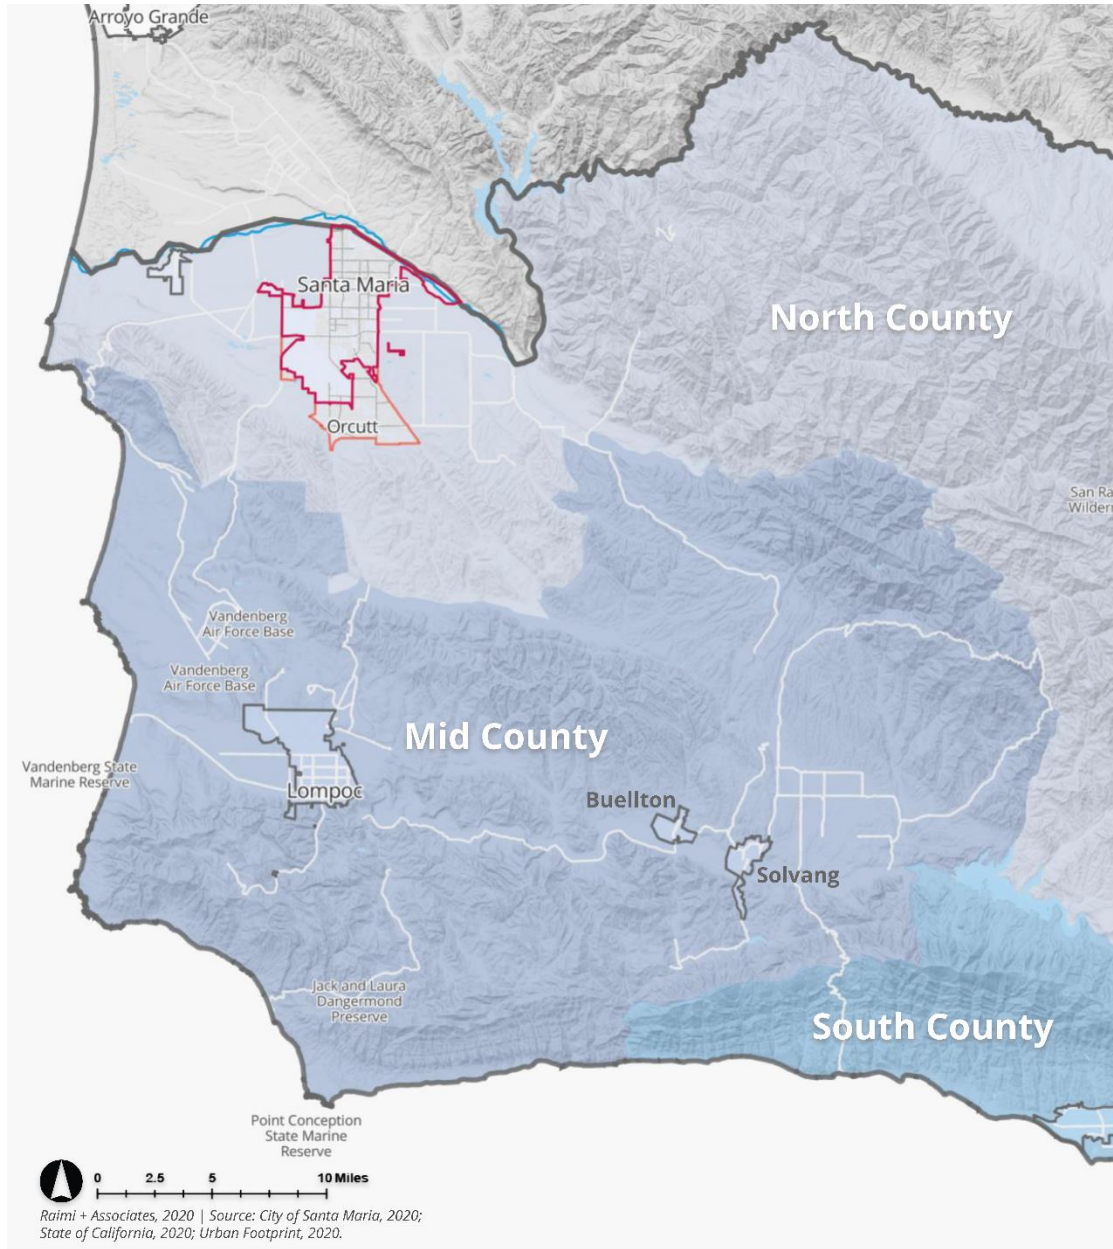 Arroyo Grande
Santa Maria
North County
Orcutt
San Ra
Wilder
Vandenberg
Air Force Base
Vandenberg
Air Force Base
Mid County
Vandenberg State
Marine Reserve
Lompoc
Buellton
Solvang
Jack and Laura
Dangermond
Preserve
South County
Point Conception
State Marine
Reserve
0 2.5 5 10 Miles
Raimi + Associates, 2020 | Source: City of Santa Maria, 2020;
State of California, 2020; Urban Footprint, 2020.